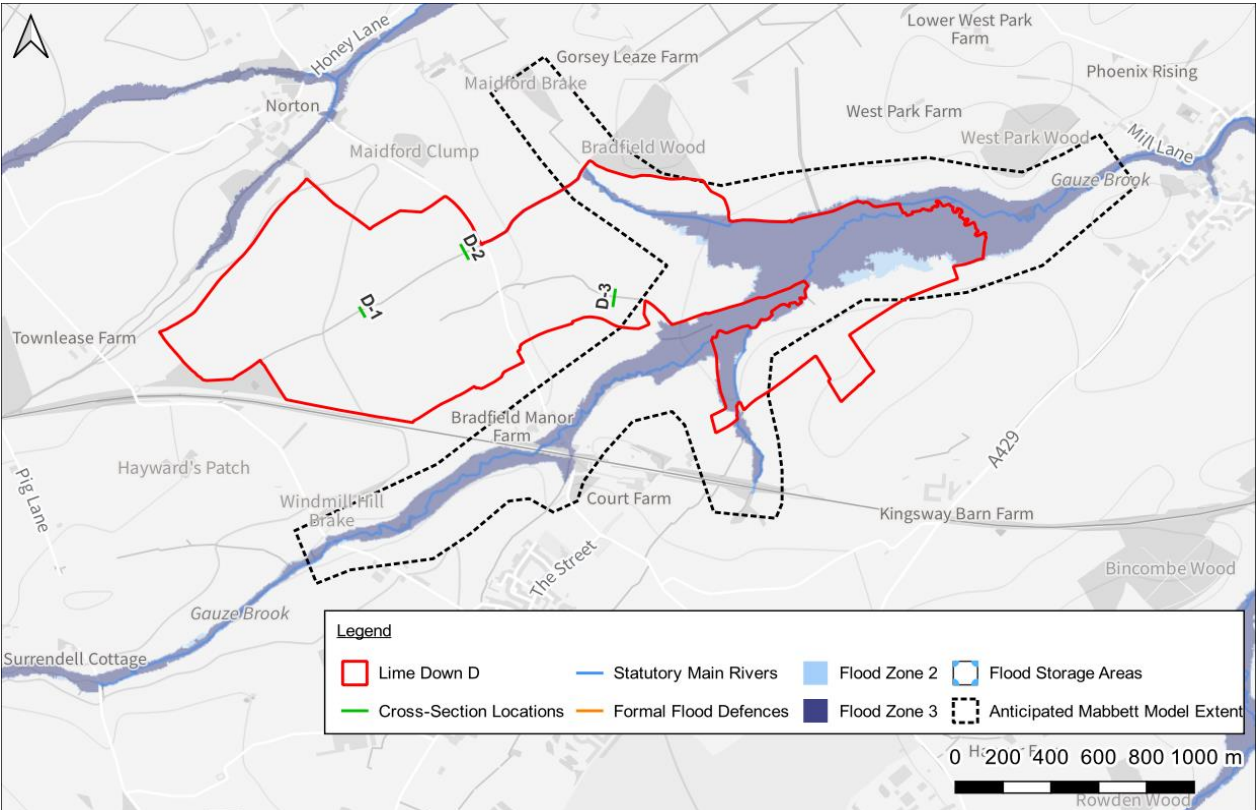 Lower West Park
Farm
Honey Lane
Gorsey Leaze Farm
Phoenix Rising
Maidford Brake
Norton
West Park Farm
Mill Lane
Maidford Clump
Bradfield Wood
West Park Wood
Gauze Brook
D-2
D-3
D-1
Townlease Farm
Bradfield Manor
Farm
A429
Hayward's Patch
Pig Lane
Windmill Hill
Brake
Court Farm
Kingsway Barn Farm
The Street
Bincombe Wood
Gauze Brook
Surrendell Cottage
Legend
Lime Down D
Statutory Main Rivers
Flood Zone 2
Flood Storage Areas
Cross-Section Locations
Formal Flood Defences
Flood Zone 3
Anticipated Mabbett Model Extent
0 200 400 600 800 1000 m
Rowden Wood